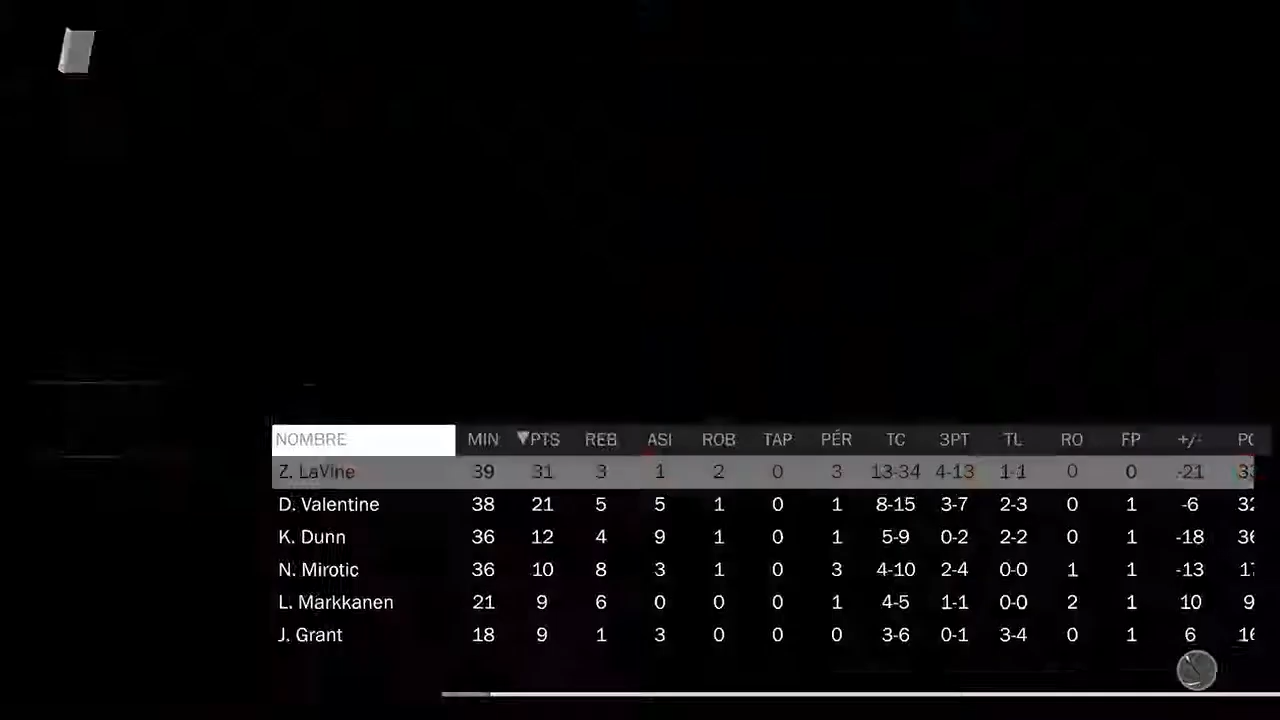 NOMBRE MIN ▼PTS REB ASI ROB TAP PÉR TC 3PT TL RO FP +/-
Z. LaVine 39 31 3 1 2 0 3 13-34 4-13 1-1 0 0 -21
D. Valentine 38 21 5 5 1 0 1 8-15 3-7 2-3 0 1 -6
K. Dunn 36 12 4 9 1 0 1 5-9 0-2 2-2 0 1 -18
N. Mirotic 36 10 8 3 1 0 3 4-10 2-4 0-0 1 1 -13
L. Markkanen 21 9 6 0 0 0 1 4-5 1-1 0-0 2 1 10 9
J. Grant 18 9 1 3 0 0 0 3-6 0-1 3-4 0 1 6